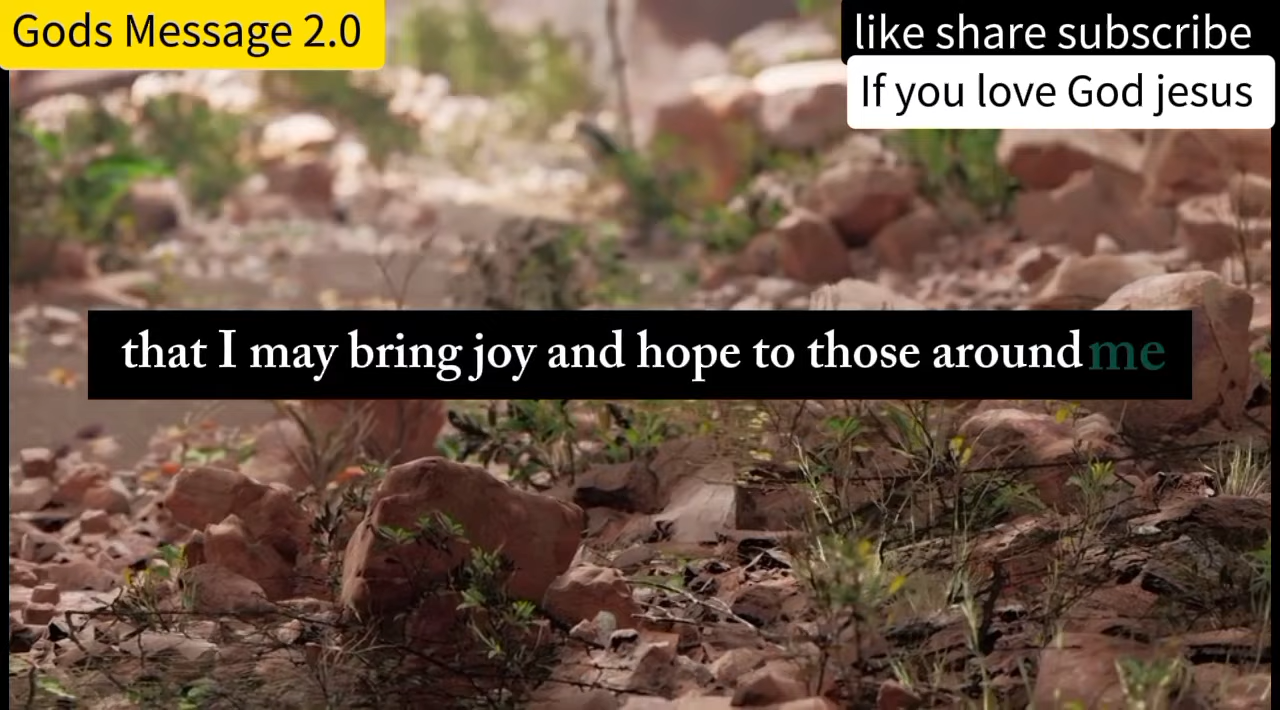 Gods Message 2.0
like share subscribe
If you love God jesus
that I may bring joy and hope to those around me